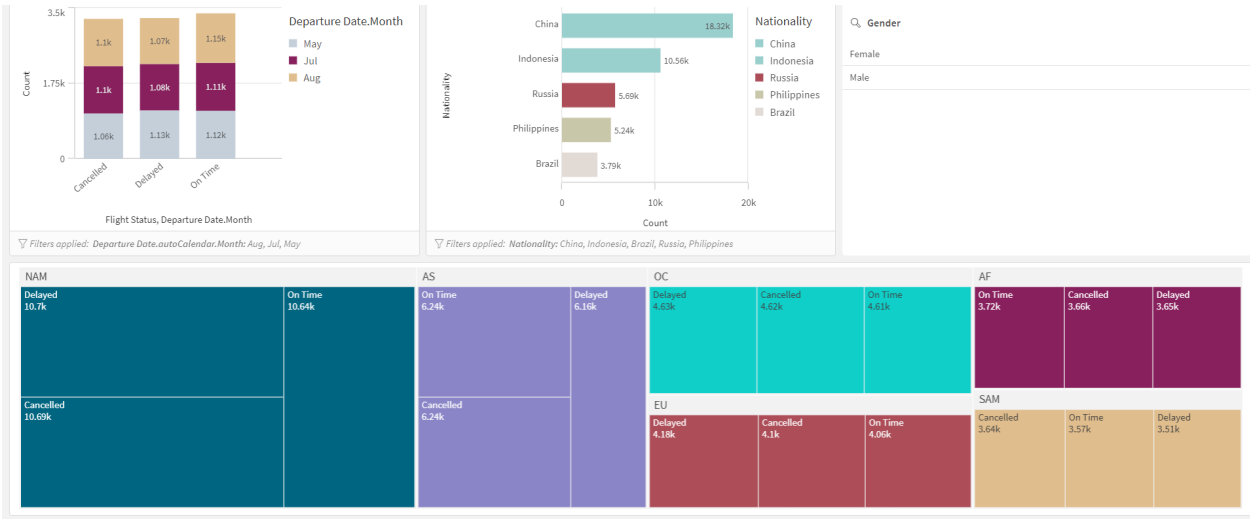 3.5k
1.75k
0
Count
1.1k
1.07k
1.15k
1.1k
1.08k
1.11k
1.06k
1.13k
1.12k
Cancelled
Delayed
On Time
Flight Status, Departure Date.Month
Departure Date.Month
May
Jul
Aug
Filters applied: Departure Date.autoCalendar.Month: Aug, Jul, May
Nationality
China
18.32k
Indonesia
10.56k
Russia
5.69k
Philippines
5.24k
Brazil
3.79k
0
10k
20k
Count
Nationality
China
Indonesia
Russia
Philippines
Brazil
Filters applied: Nationality: China, Indonesia, Brazil, Russia, Philippines
Gender
Female
Male
NAM
Delayed
10.7k
On Time
10.64k
Cancelled
10.69k
AS
On Time
6.24k
Delayed
6.16k
Cancelled
6.24k
OC
Delayed
4.63k
Cancelled
4.62k
On Time
4.61k
EU
Delayed
4.18k
Cancelled
4.1k
On Time
4.06k
AF
On Time
3.72k
Cancelled
3.66k
Delayed
3.65k
SAM
Cancelled
3.64k
On Time
3.57k
Delayed
3.51k